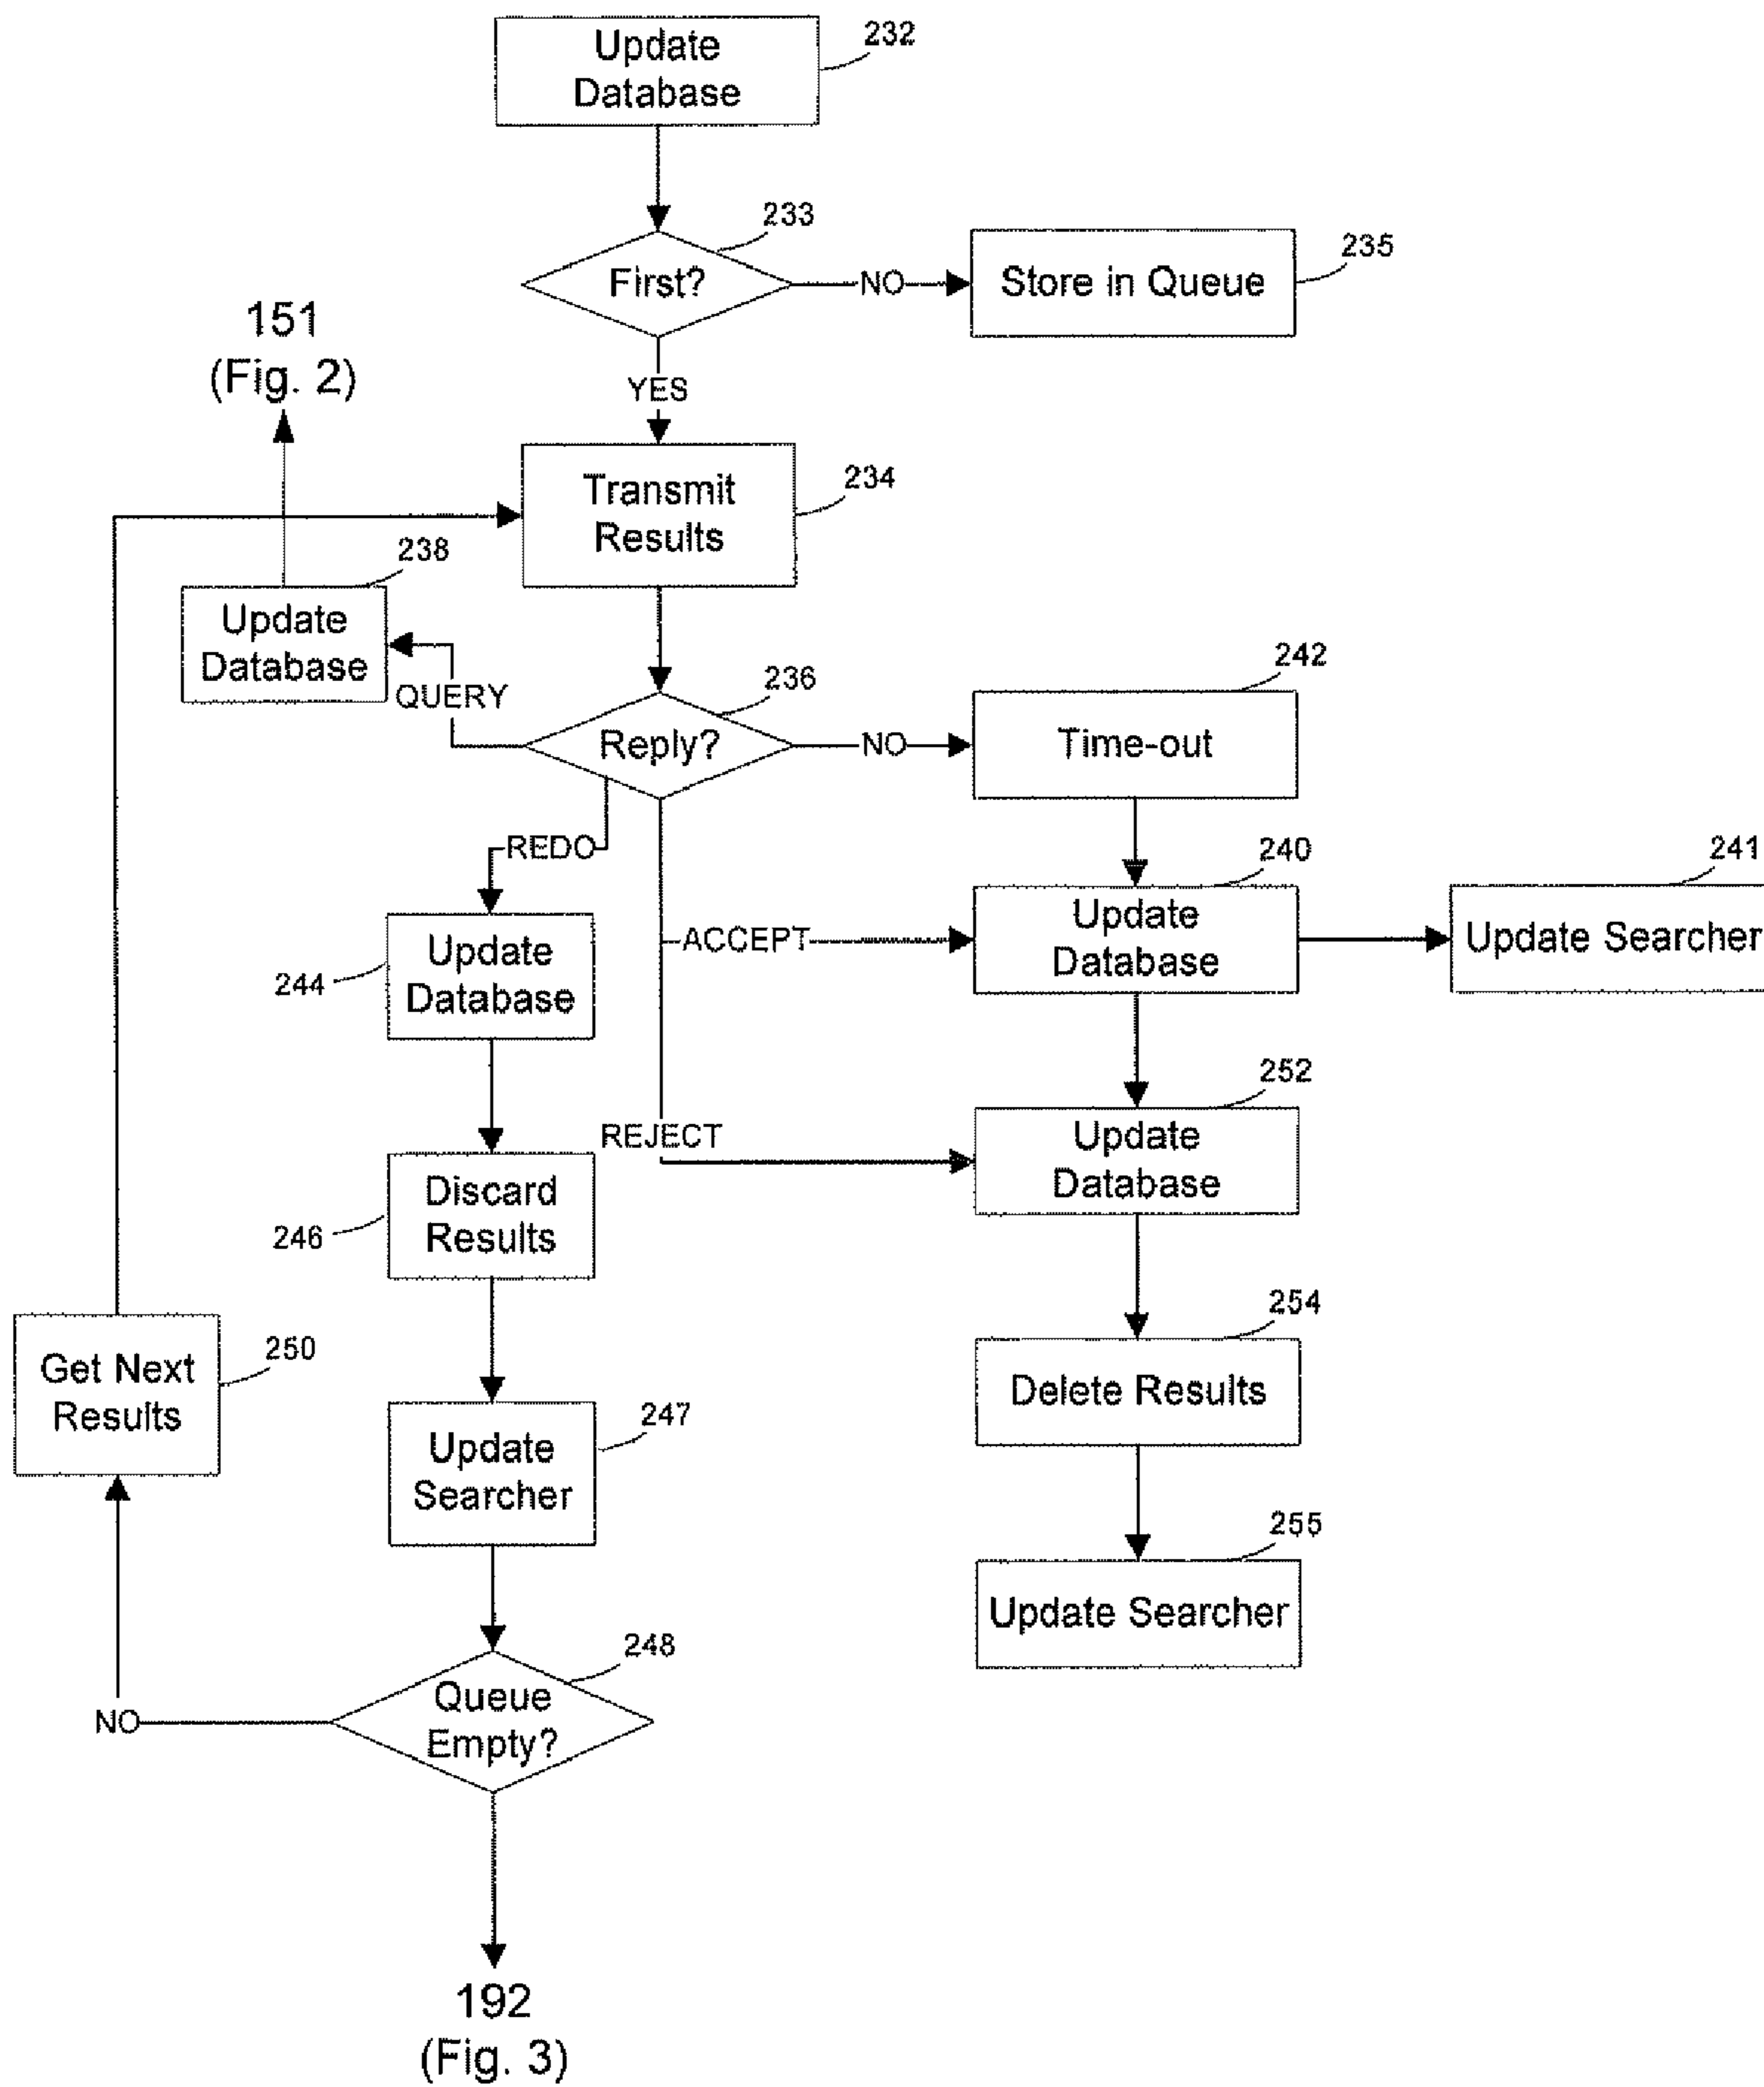 Update
Database
232
First?
233
NO
Store in Queue
235
151
(Fig. 2)
YES
Transmit
Results
234
Update
Database
238
QUERY
Reply?
236
NO
Time-out
242
REDO
ACCEPT
Update
Database
240
Update Searcher
241
Update
Database
244
REJECT
Update
Database
252
Discard
Results
246
Get Next
Results
250
Delete Results
254
Update
Searcher
247
Update Searcher
255
Queue
Empty?
248
NO
192
(Fig. 3)